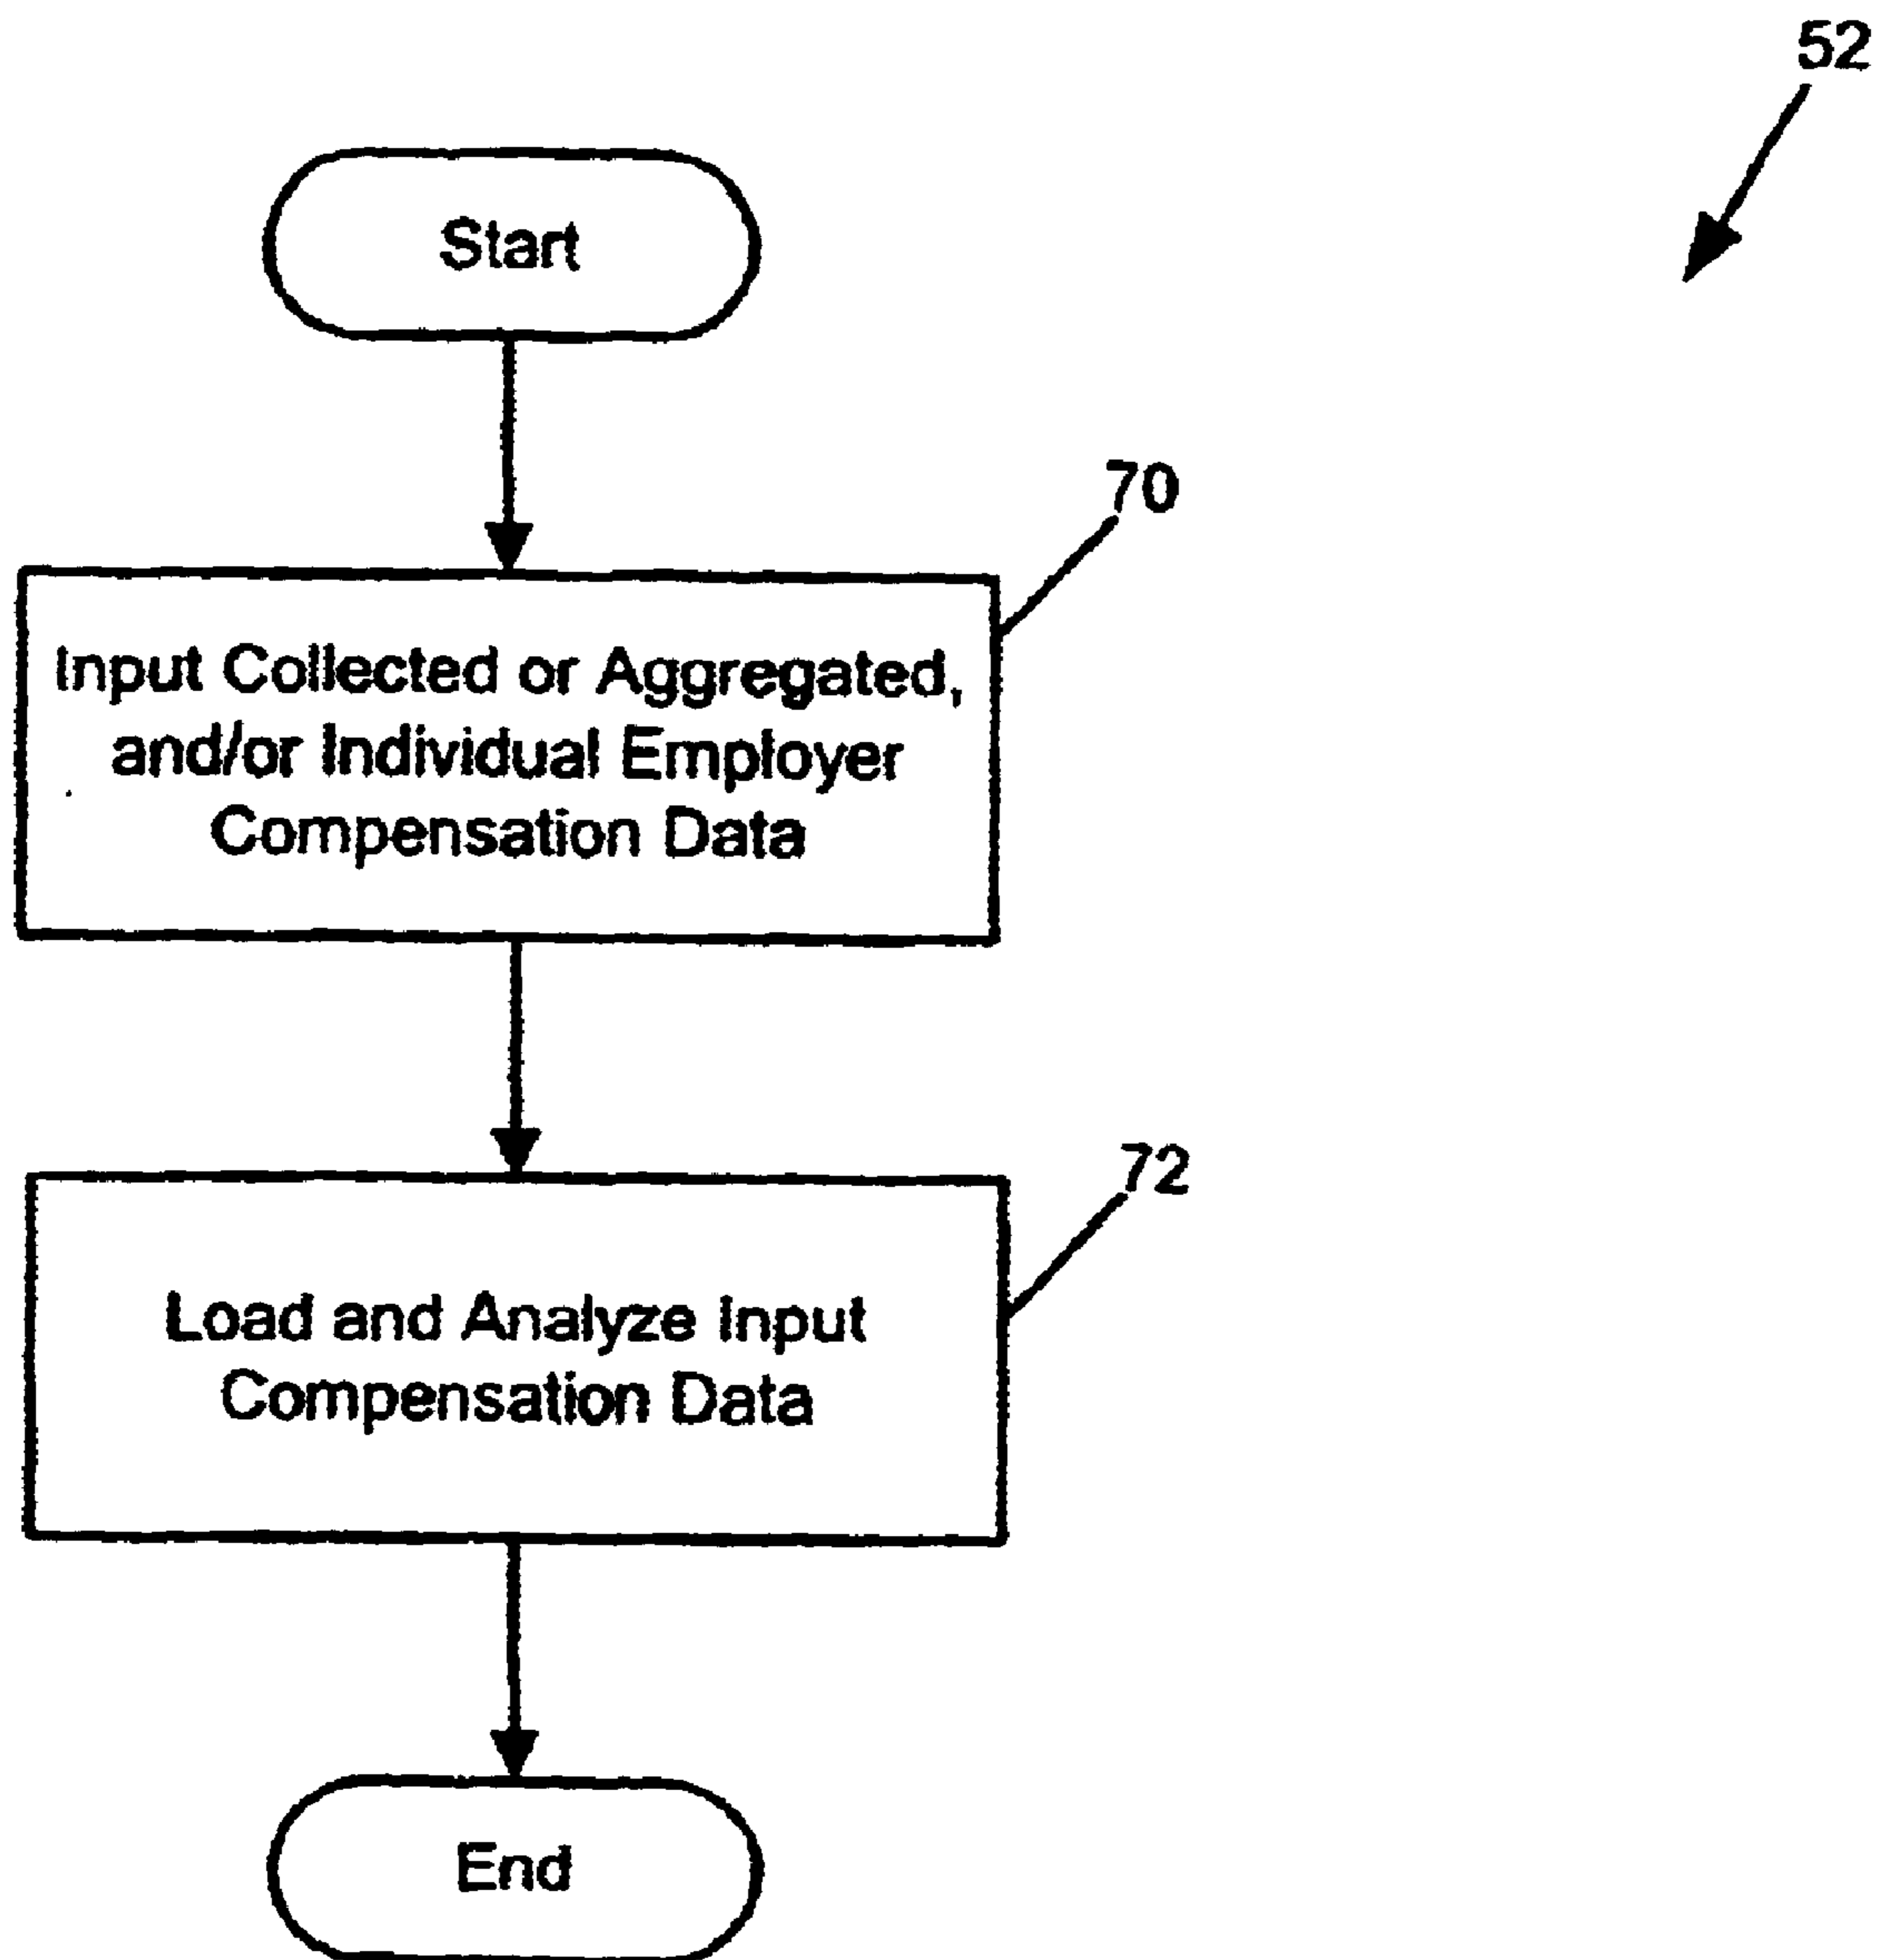 52
Start
70
Input Collected or Aggregated,
and/or Individual Employer
Compensation Data
72
Load and Analyze Input
Compensation Data
End